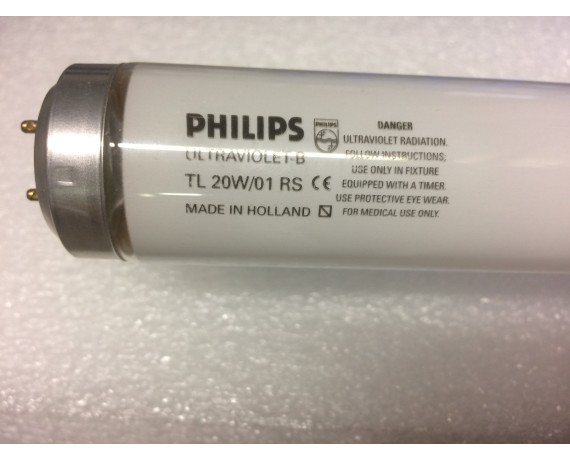 PHILIPS
ULTRAVIOLET-B
TL 20W/01 RS CE
MADE IN HOLLAND
PHILIPS
DANGER
ULTRAVIOLET RADIATION.
FOLLOW INSTRUCTIONS;
USE ONLY IN FIXTURE
EQUIPPED WITH A TIMER.
USE PROTECTIVE EYE WEAR.
FOR MEDICAL USE ONLY.